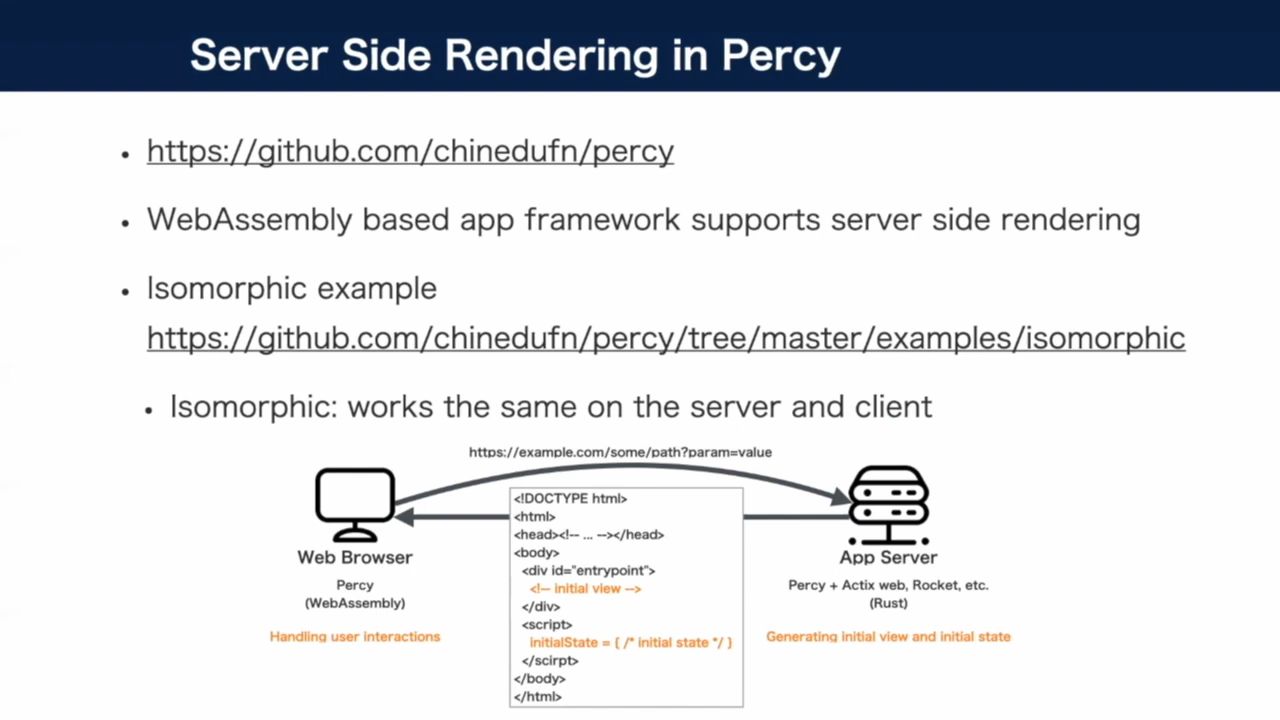 Server Side Rendering in Percy
• https://github.com/chinedufn/percy
• WebAssembly based app framework supports server side rendering
• Isomorphic example
https://github.com/chinedufn/percy/tree/master/examples/isomorphic
• Isomorphic: works the same on the server and client
https://example.com/some/path?param=value
<!DOCTYPE html>
<html>
<head><!-- ... --></head>
<body>
<div id="entrypoint">
<!-- initial view -->
</div>
<script>
initialState = { /* initial state */ }
</scirpt>
</body>
</html>
Web Browser
Percy
(WebAssembly)
Handling user interactions
App Server
Percy + Actix web, Rocket, etc.
(Rust)
Generating initial view and initial state